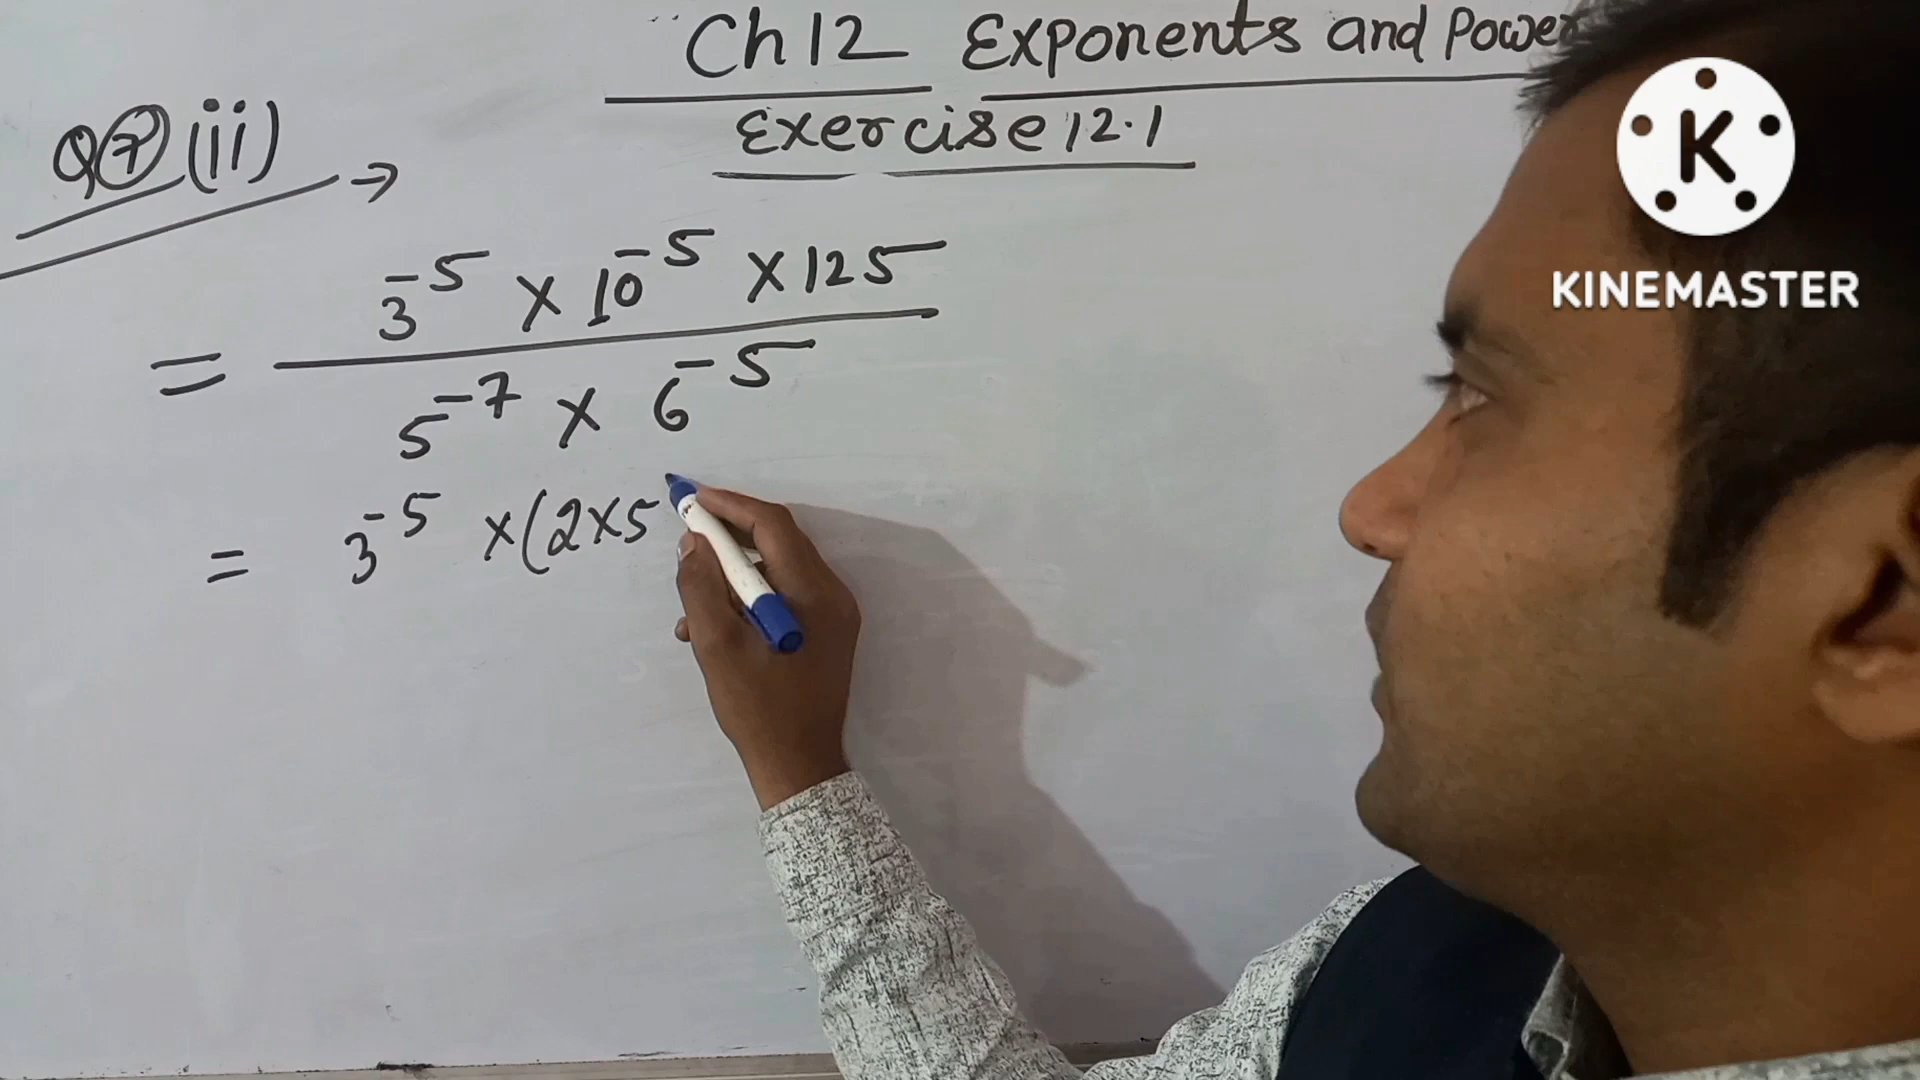 Ch 12 Exponents and Power
Exercise 12.1
Q7 (ii) →
= 3^-5 × 10^-5 × 125
5^-7 × 6^-5
= 3^-5 × (2×5
K
KINEMASTER